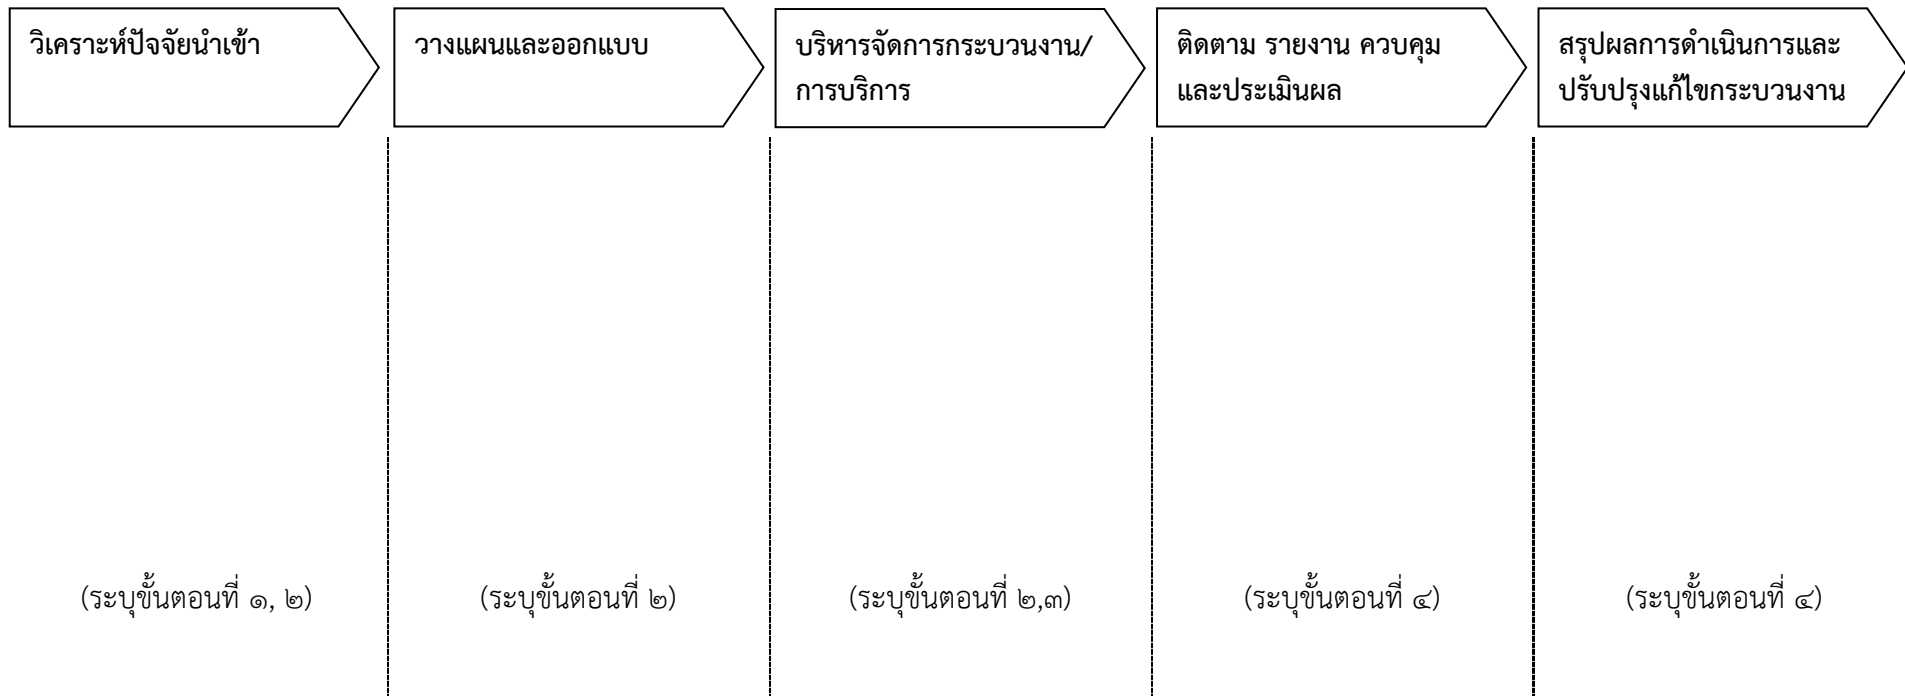 วิเคราะห์ปัจจัยนำเข้า
วางแผนและออกแบบ
บริหารจัดการกระบวนงาน/
การบริการ
ติดตาม รายงาน ควบคุม
และประเมินผล
สรุปผลการดำเนินการและ
ปรับปรุงแก้ไขกระบวนงาน
(ระบุขั้นตอนที่ ๑, ๒)
(ระบุขั้นตอนที่ ๒)
(ระบุขั้นตอนที่ ๒,๓)
(ระบุขั้นตอนที่ ๔)
(ระบุขั้นตอนที่ ๔)